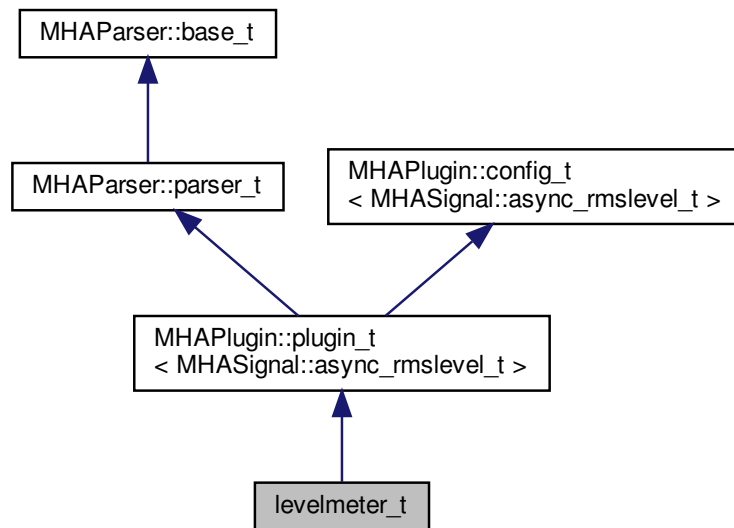 MHAParser::base_t
MHAParser::parser_t
MHAPlugin::config_t
< MHASignal::async_rmslevel_t >
MHAPlugin::plugin_t
< MHASignal::async_rmslevel_t >
levelmeter_t